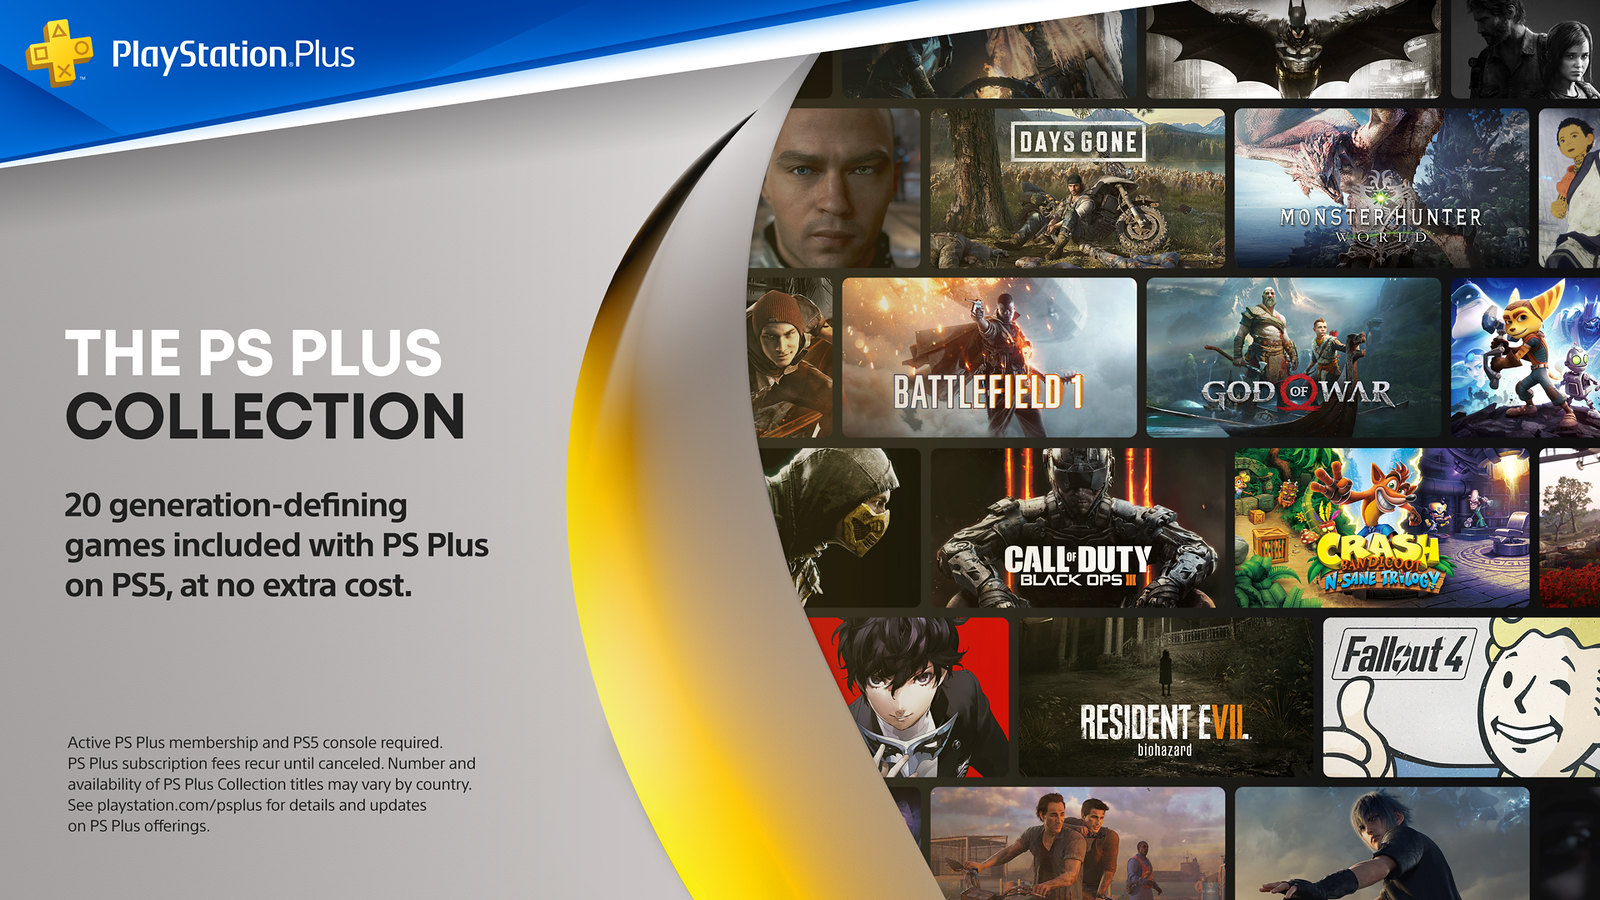 PlayStation®Plus
™
THE PS PLUS
COLLECTION
20 generation-defining
games included with PS Plus
on PS5, at no extra cost.
Active PS Plus membership and PS5 console required.
PS Plus subscription fees recur until canceled. Number and
availability of PS Plus Collection titles may vary by country.
See playstation.com/psplus for details and updates
on PS Plus offerings.
DAYS GONE
MONSTER HUNTER
WORLD
BATTLEFIELD 1
GOD OF WAR
CALL OF DUTY
BLACK OPS III
CRASH
BANDICOOT
N. SANE TRILOGY
RESIDENT EVIL
biohazard
Fallout 4